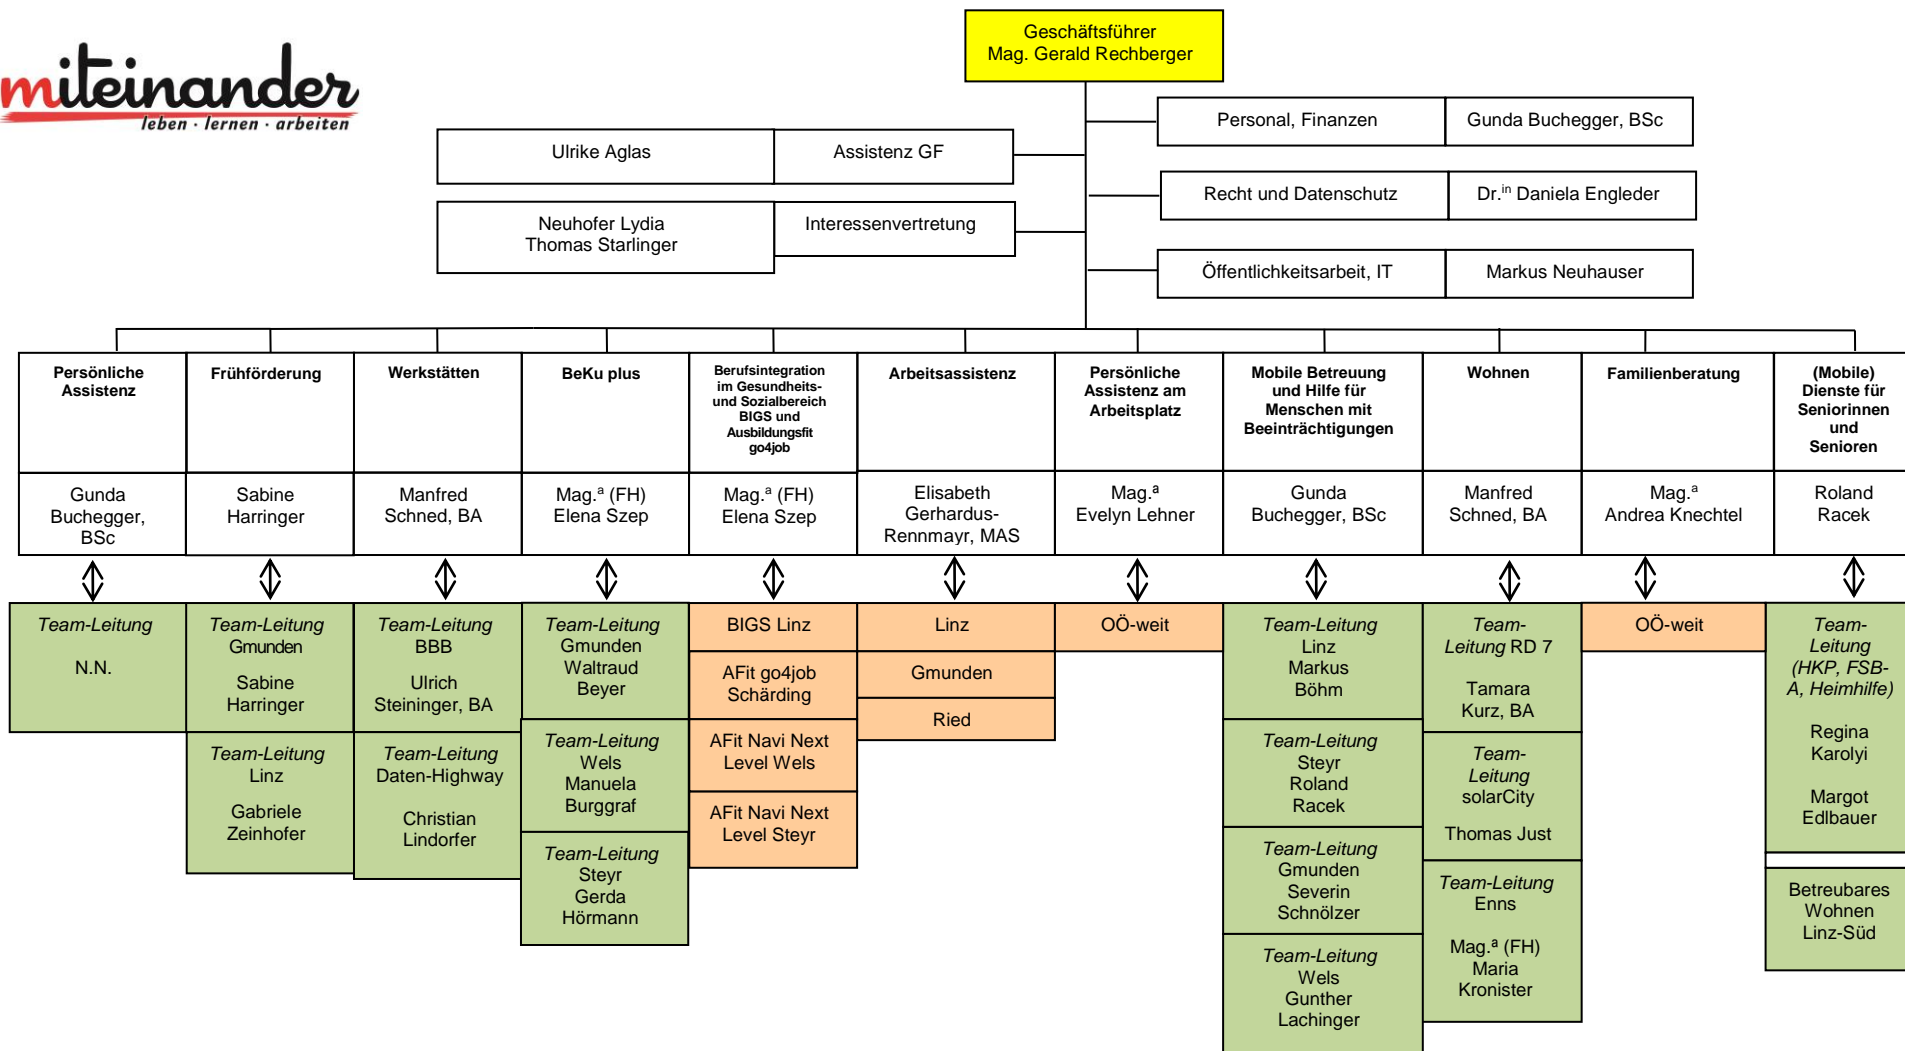 miteinander
leben · lernen · arbeiten
Geschäftsführer
Mag. Gerald Rechberger
Ulrike Aglas
Assistenz GF
Neuhofer Lydia
Thomas Starlinger
Interessenvertretung
Personal, Finanzen
Gunda Buchegger, BSc
Recht und Datenschutz
Dr.in Daniela Engleder
Öffentlichkeitsarbeit, IT
Markus Neuhauser
Persönliche
Assistenz
Gunda
Buchegger,
BSc
Team-Leitung
N.N.
Frühförderung
Sabine
Harringer
Team-Leitung
Gmunden
Sabine
Harringer
Team-Leitung
Linz
Gabriele
Zeinhofer
Werkstätten
Manfred
Schned, BA
Team-Leitung
BBB
Ulrich
Steininger, BA
Team-Leitung
Daten-Highway
Christian
Lindorfer
BeKu plus
Mag.ª (FH)
Elena Szep
Team-Leitung
Gmunden
Waltraud
Beyer
Team-Leitung
Wels
Manuela
Burggraf
Team-Leitung
Steyr
Gerda
Hörmann
Berufsintegration
im Gesundheits-
und Sozialbereich
BIGS und
Ausbildungsfit
go4job
Mag.ª (FH)
Elena Szep
BIGS Linz
AFit go4job
Schärding
AFit Navi Next
Level Wels
AFit Navi Next
Level Steyr
Arbeitsassistenz
Elisabeth
Gerhardus-
Rennmayr, MAS
Linz
Gmunden
Ried
Persönliche
Assistenz am
Arbeitsplatz
Mag.ª
Evelyn Lehner
OÖ-weit
Mobile Betreuung
und Hilfe für
Menschen mit
Beeinträchtigungen
Gunda
Buchegger, BSc
Team-Leitung
Linz
Markus
Böhm
Team-Leitung
Steyr
Roland
Racek
Team-Leitung
Gmunden
Severin
Schnölzer
Team-Leitung
Wels
Gunther
Lachinger
Wohnen
Manfred
Schned, BA
Team-
Leitung RD 7
Tamara
Kurz, BA
Team-
Leitung
solarCity
Thomas Just
Team-Leitung
Enns
Mag.ª (FH)
Maria
Kronister
Familienberatung
Mag.ª
Andrea Knechtel
OÖ-weit
(Mobile)
Dienste für
Seniorinnen
und
Senioren
Roland
Racek
Team-
Leitung
(HKP, FSB-
A, Heimhilfe)
Regina
Karolyi
Margot
Edlbauer
Betreubares
Wohnen
Linz-Süd